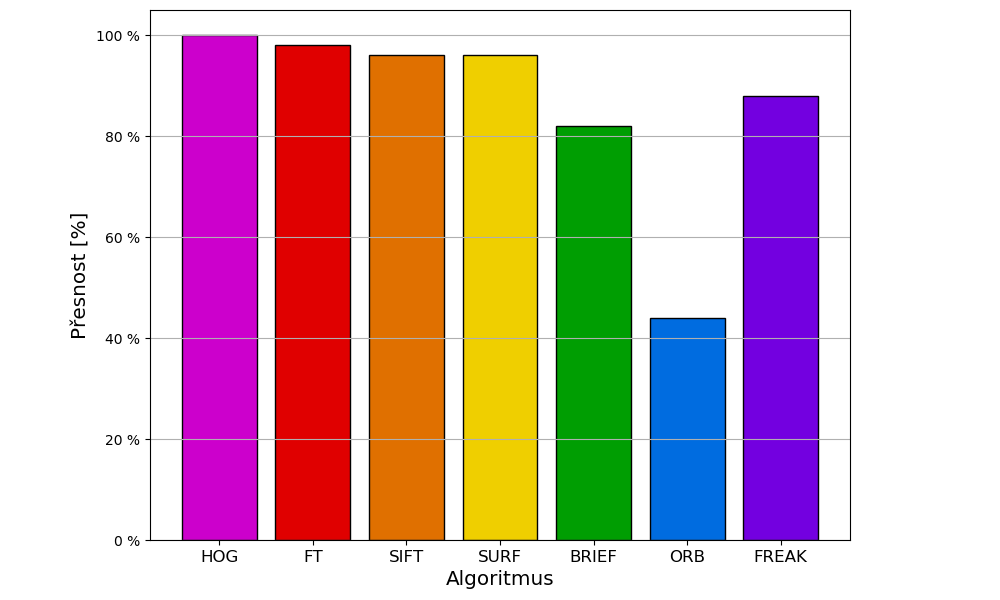 100 %
80 %
60 %
40 %
20 %
0 %
Přesnost [%]
HOG FT SIFT SURF BRIEF ORB FREAK
Algoritmus